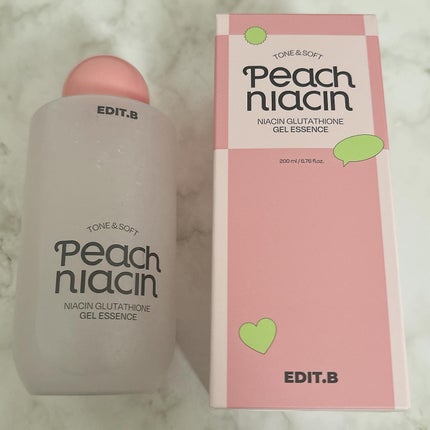 EDIT.B
TONE & SOFT
Peach
niacin
NIACIN GLUTATHIONE
GEL ESSENCE
TONE & SOFT
Peach
niacin
NIACIN GLUTATHIONE
GEL ESSENCE
200 ml / 6.76 fl.oz.
EDIT.B